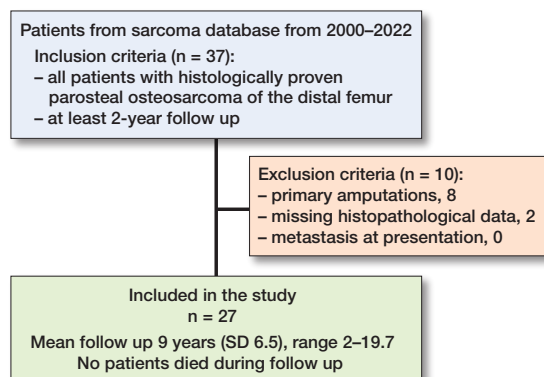 Patients from sarcoma database from 2000–2022
Inclusion criteria (n = 37):
– all patients with histologically proven
parosteal osteosarcoma of the distal femur
– at least 2-year follow up
Exclusion criteria (n = 10):
– primary amputations, 8
– missing histopathological data, 2
– metastasis at presentation, 0
Included in the study
n = 27
Mean follow up 9 years (SD 6.5), range 2–19.7
No patients died during follow up